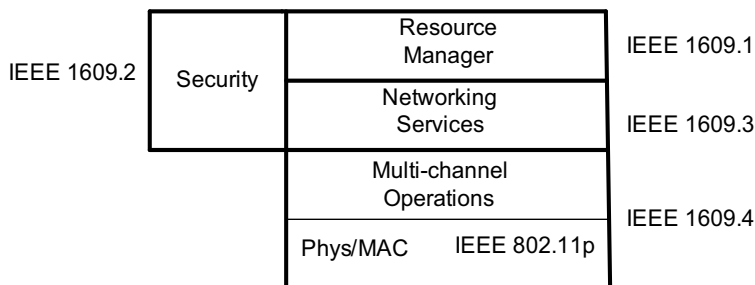 IEEE 1609.2
Security
Resource
Manager
IEEE 1609.1
Networking
Services
IEEE 1609.3
Multi-channel
Operations
IEEE 1609.4
Phys/MAC IEEE 802.11p